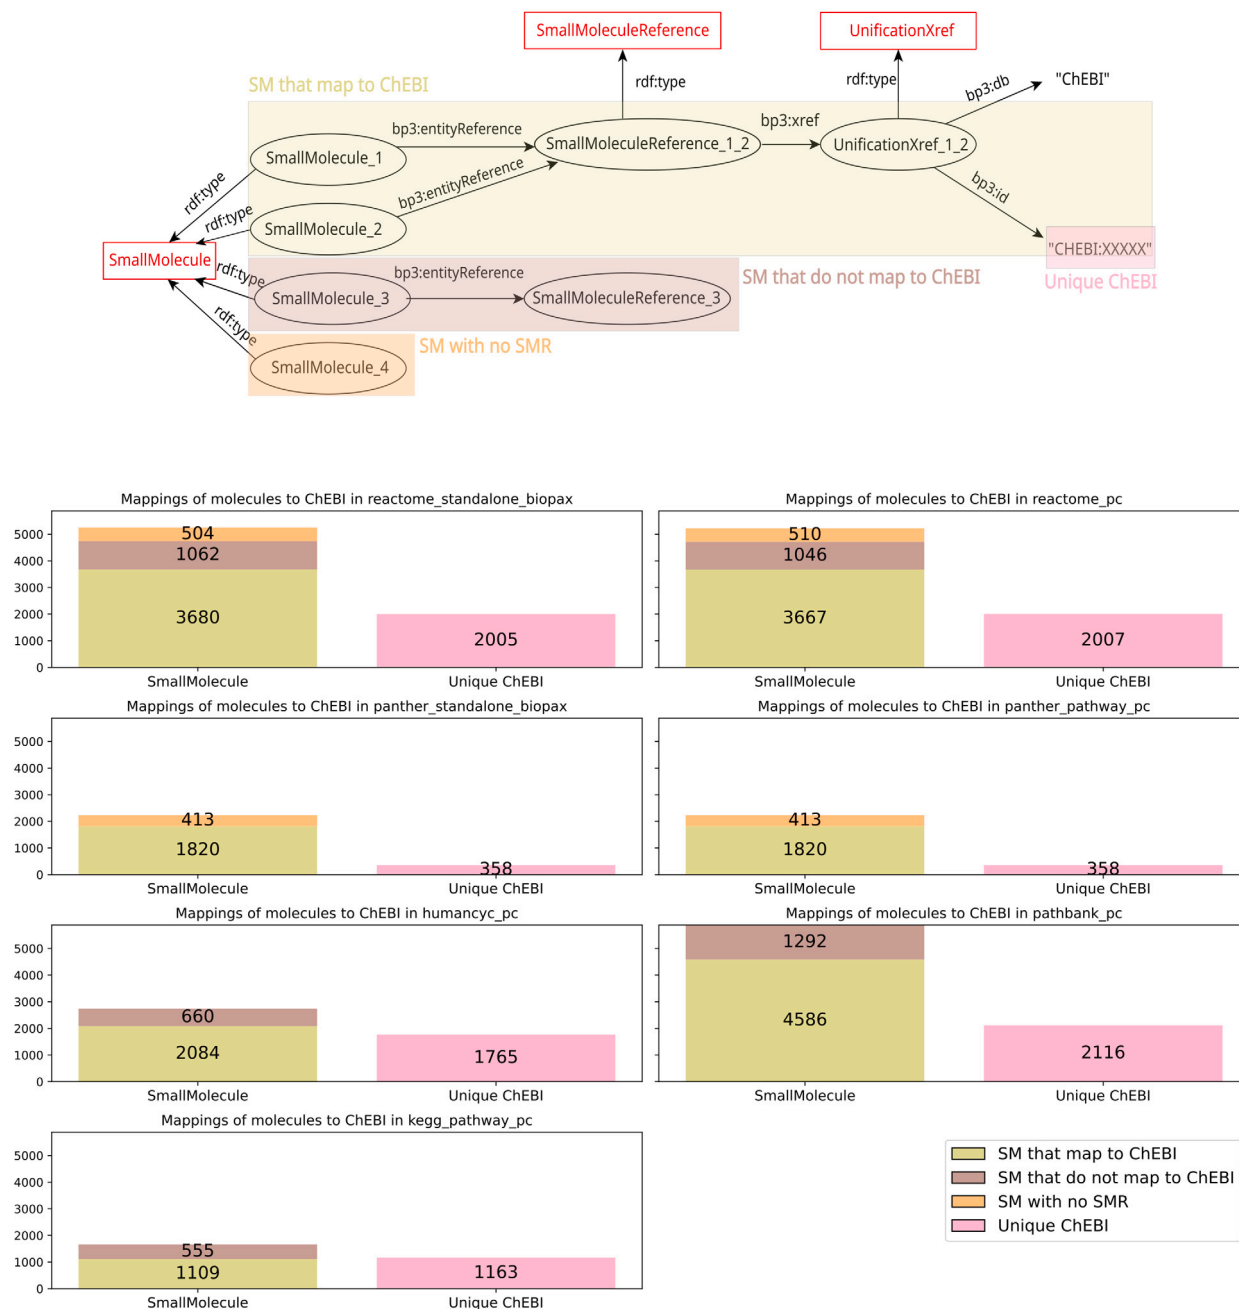 SmallMoleculeReference
UnificationXref
SM that map to ChEBI
rdf:type
rdf:type
bp3:db
"ChEBI"
bp3:entityReference
bp3:xref
SmallMolecule_1
SmallMoleculeReference_1_2
UnificationXref_1_2
rdf:type
bp3:entityReference
bp3:id
rdf:type
SmallMolecule_2
"CHEBI:XXXXX"
SmallMolecule
rdf:type
bp3:entityReference
SM that do not map to ChEBI
Unique ChEBI
SmallMolecule_3
SmallMoleculeReference_3
rdf:type
SM with no SMR
SmallMolecule_4
Mappings of molecules to ChEBI in reactome_standalone_biopax
5000
4000
3000
2000
1000
0
504
1062
3680
2005
SmallMolecule
Unique ChEBI
Mappings of molecules to ChEBI in reactome_pc
510
1046
3667
2007
SmallMolecule
Unique ChEBI
Mappings of molecules to ChEBI in panther_standalone_biopax
5000
4000
3000
2000
1000
0
413
1820
358
SmallMolecule
Unique ChEBI
Mappings of molecules to ChEBI in panther_pathway_pc
413
1820
358
SmallMolecule
Unique ChEBI
Mappings of molecules to ChEBI in humancyc_pc
5000
4000
3000
2000
1000
0
660
2084
1765
SmallMolecule
Unique ChEBI
Mappings of molecules to ChEBI in pathbank_pc
1292
4586
2116
SmallMolecule
Unique ChEBI
Mappings of molecules to ChEBI in kegg_pathway_pc
5000
4000
3000
2000
1000
0
555
1109
1163
SmallMolecule
Unique ChEBI
SM that map to ChEBI
SM that do not map to ChEBI
SM with no SMR
Unique ChEBI